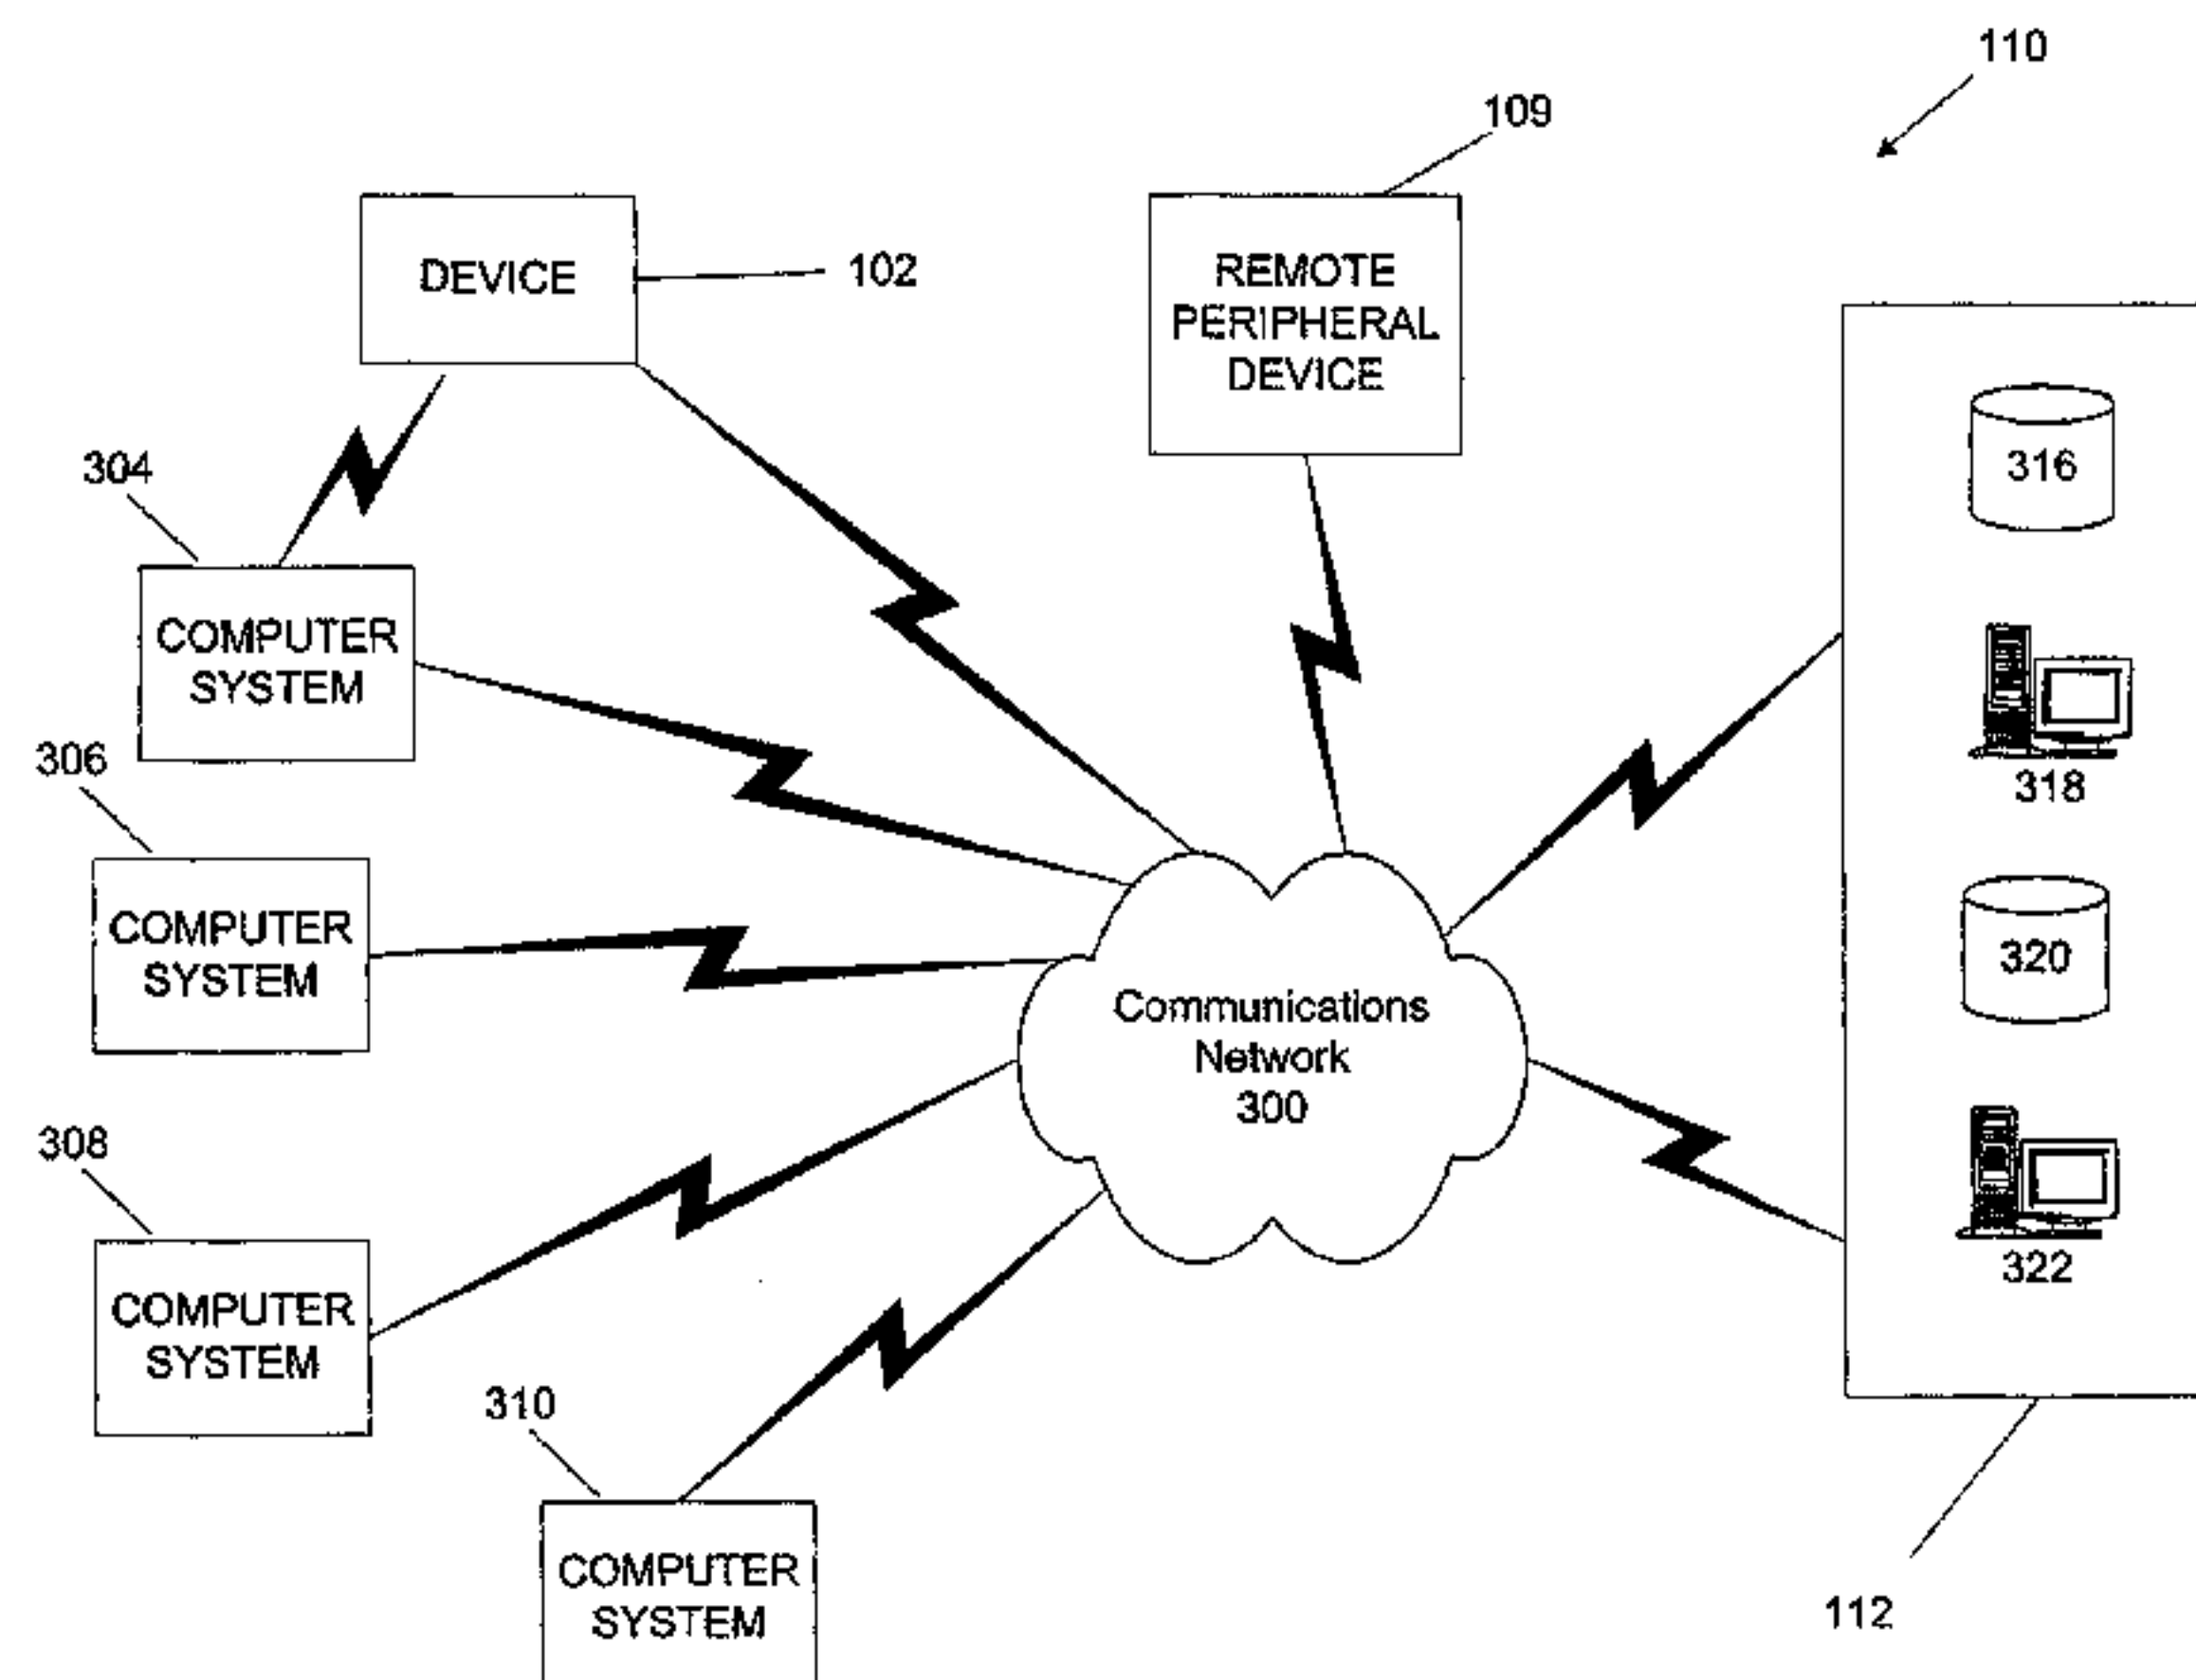 110
109
DEVICE
102
REMOTE
PERIPHERAL
DEVICE
304
316
COMPUTER
SYSTEM
306
318
COMPUTER
SYSTEM
320
Communications
Network
300
308
322
COMPUTER
SYSTEM
310
COMPUTER
SYSTEM
112